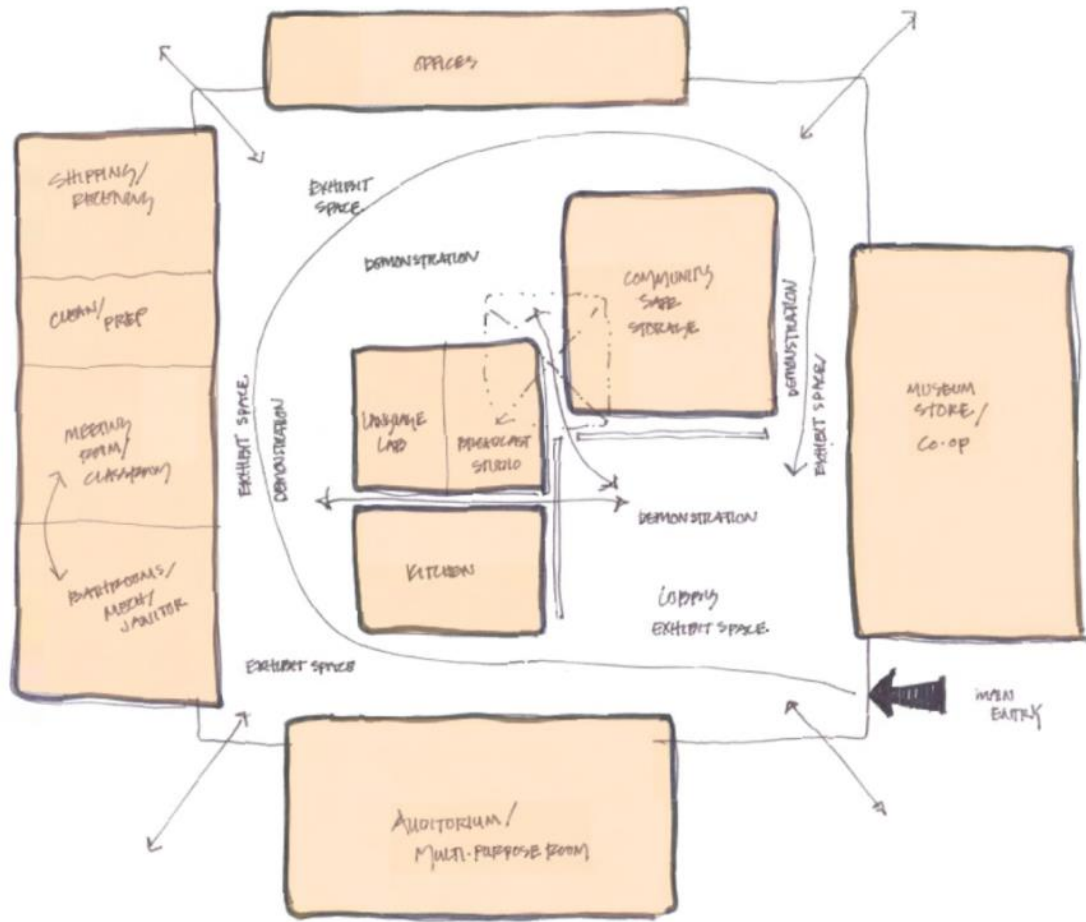 OFFICES
SHIPPING/
RECEIVING
CLEAN/
PREP
MEETING
ROOM/
CLASSROOM
BATHROOMS/
MECH/
JANITOR
EXHIBIT
SPACE
DEMONSTRATION
COMMUNITY
SAFE
STORAGE
DEMONSTRATION
EXHIBIT SPACE/
MUSEUM
STORE/
CO-OP
EXHIBIT SPACE
DEMONSTRATION
LANGUAGE
LAB
BROADCAST
STUDIO
DEMONSTRATION
KITCHEN
LOBBY
EXHIBIT SPACE
EXHIBIT SPACE
MAIN
ENTRY
AUDITORIUM/
MULTI-PURPOSE ROOM